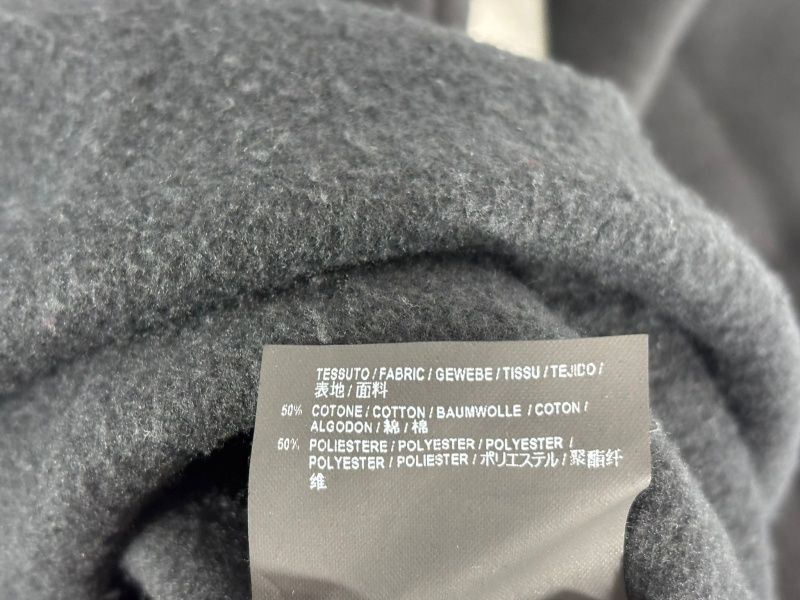 TESSUTO / FABRIC / GEWEBE / TISSU / TEJIDO /
表地 / 面料
50% COTONE / COTTON / BAUMWOLLE / COTON /
ALGODON / 綿 / 棉
50% POLIESTERE / POLYESTER / POLYESTER /
POLYESTER / POLIESTER / ポリエステル / 聚酯纤
维